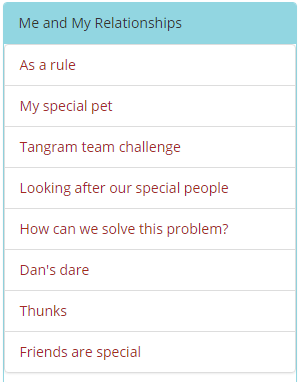 Me and My Relationships
As a rule
My special pet
Tangram team challenge
Looking after our special people
How can we solve this problem?
Dan's dare
Thunks
Friends are special